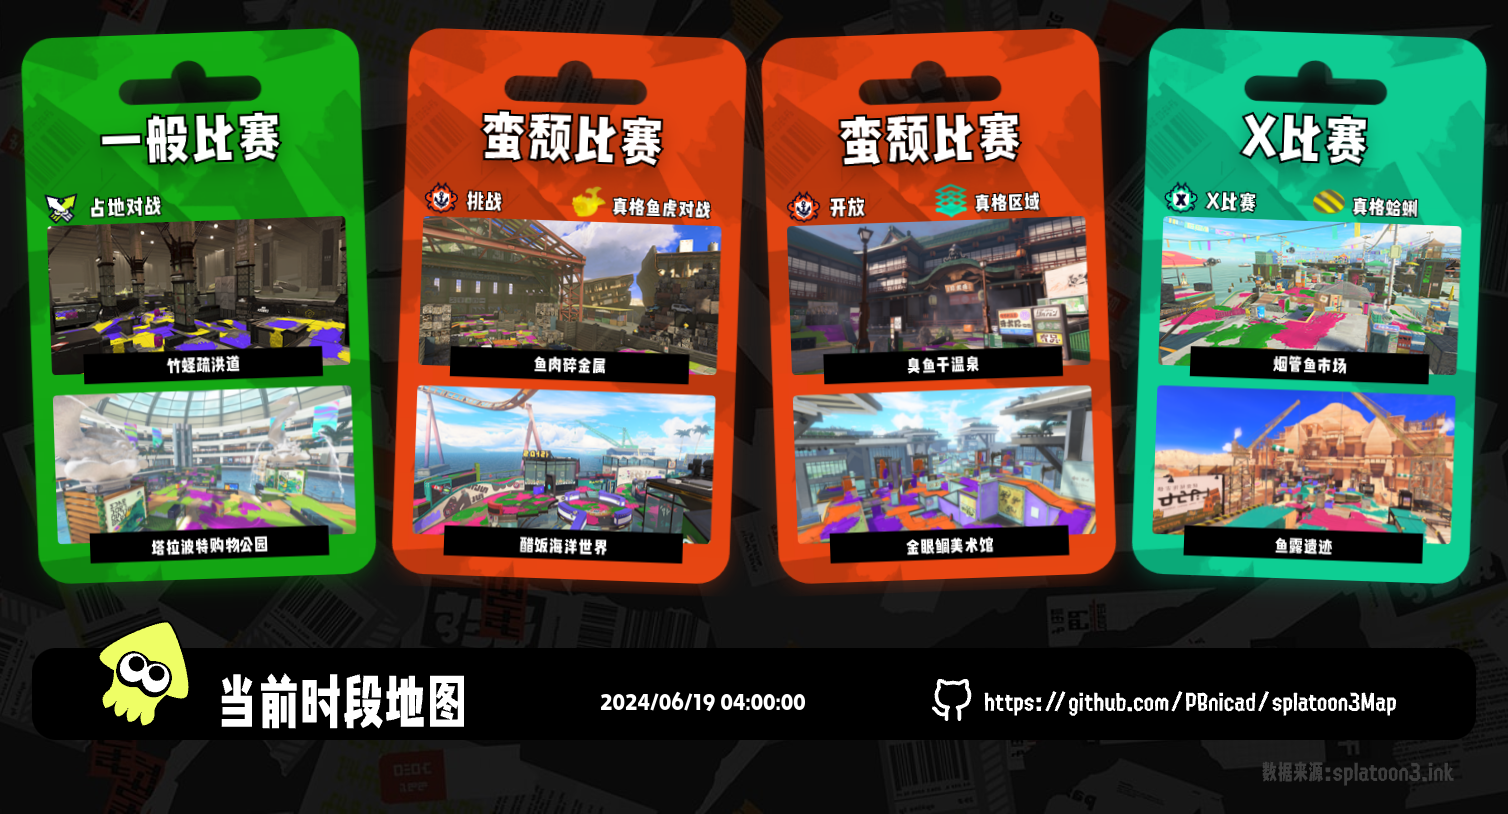 一般比赛
占地对战
竹蛏疏洪道
塔拉波特购物公园
蛮颓比赛
挑战
真格鱼虎对战
鱼肉碎金属
醋饭海洋世界
蛮颓比赛
开放
真格区域
臭鱼干温泉
金眼鲷美术馆
X比赛
X比赛
真格蛤蜊
烟管鱼市场
鱼露遗迹
当前时段地图
2024/06/19 04:00:00
https://github.com/PBnicad/splatoon3Map
数据来源:splatoon3.ink